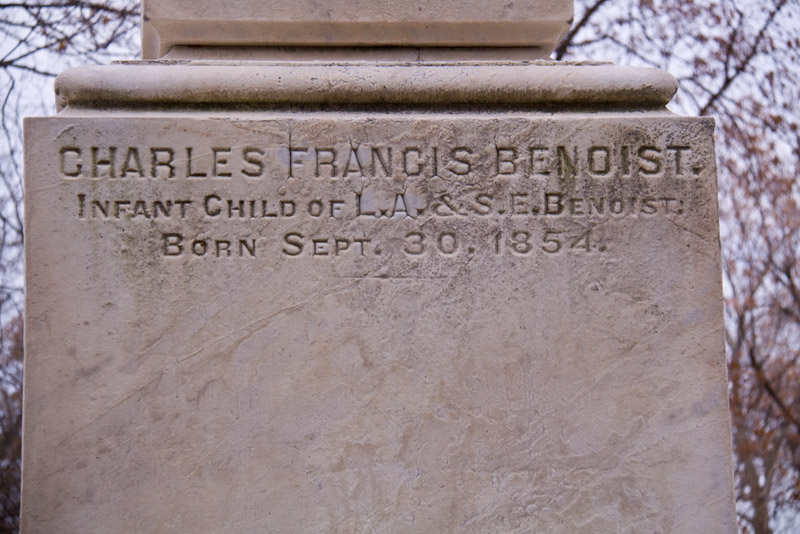 CHARLES FRANCIS BENOIST.
INFANT CHILD OF L.A. & S.E. BENOIST.
BORN SEPT. 30. 1854.